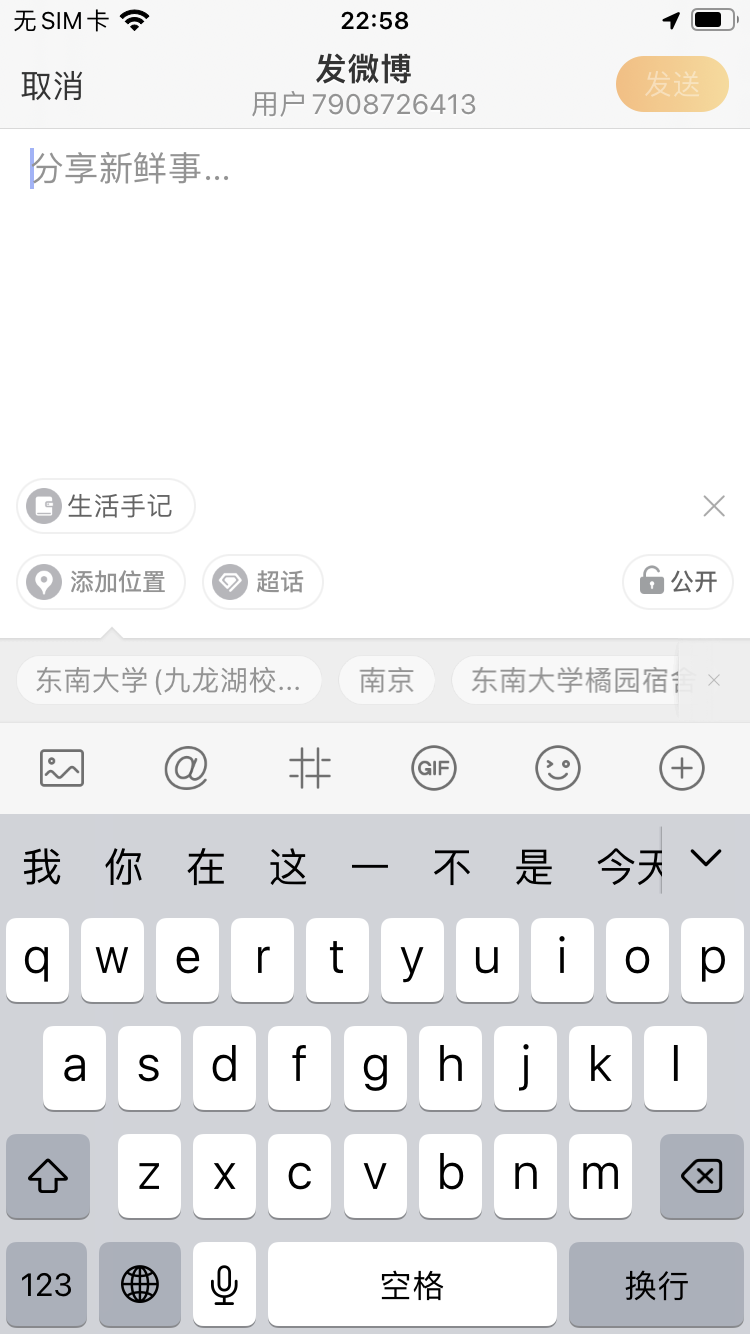 无SIM卡 22:58
取消 发微博 发送
用户7908726413
分享新鲜事...
生活手记
添加位置 超话 公开
东南大学(九龙湖校... 南京 东南大学橘园宿舍
@ GIF
我 你 在 这 一 不 是 今天
q w e r t y u i o p
a s d f g h j k l
z x c v b n m
123 空格 换行